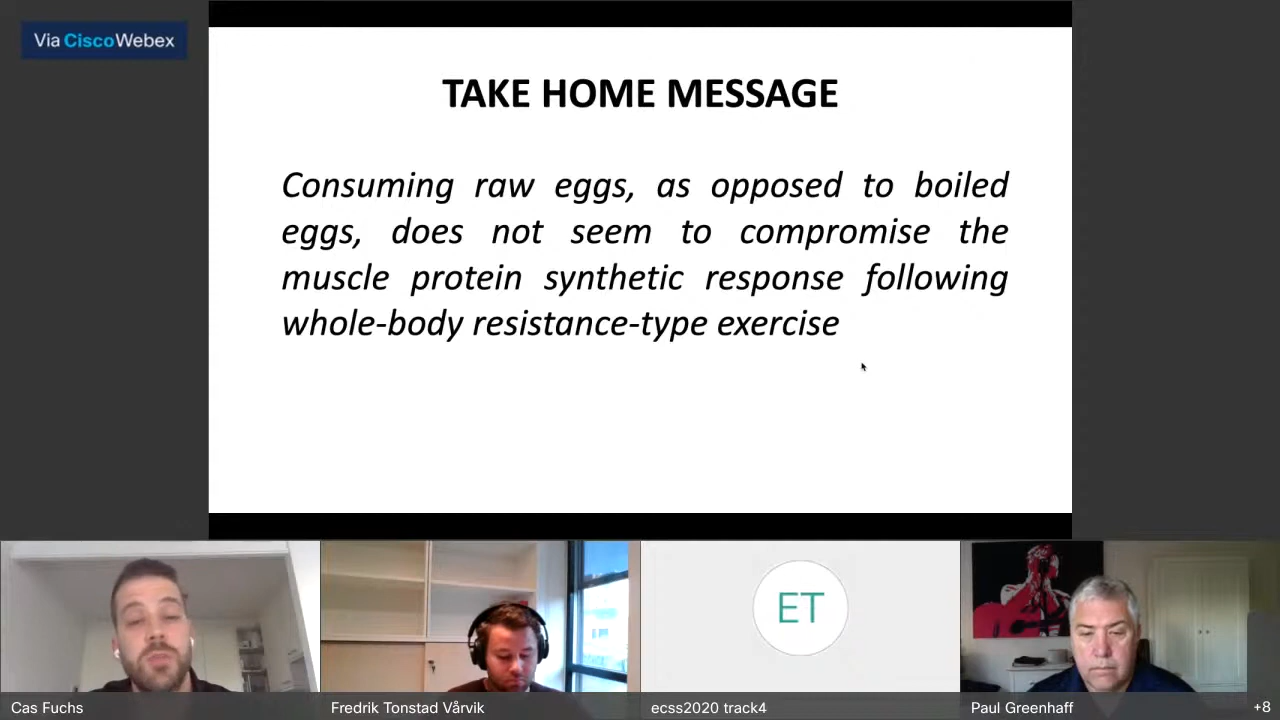 Via Cisco Webex
TAKE HOME MESSAGE
Consuming raw eggs, as opposed to boiled
eggs, does not seem to compromise the
muscle protein synthetic response following
whole-body resistance-type exercise
ET
Cas Fuchs
Fredrik Tonstad Vårvik
ecss2020 track4
Paul Greenhaff
+8